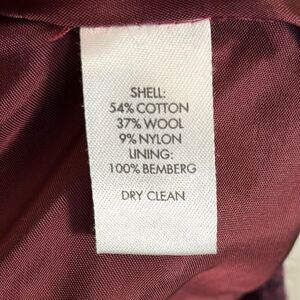 SHELL:
54% COTTON
37% WOOL
9% NYLON
LINING:
100% BEMBERG
DRY CLEAN